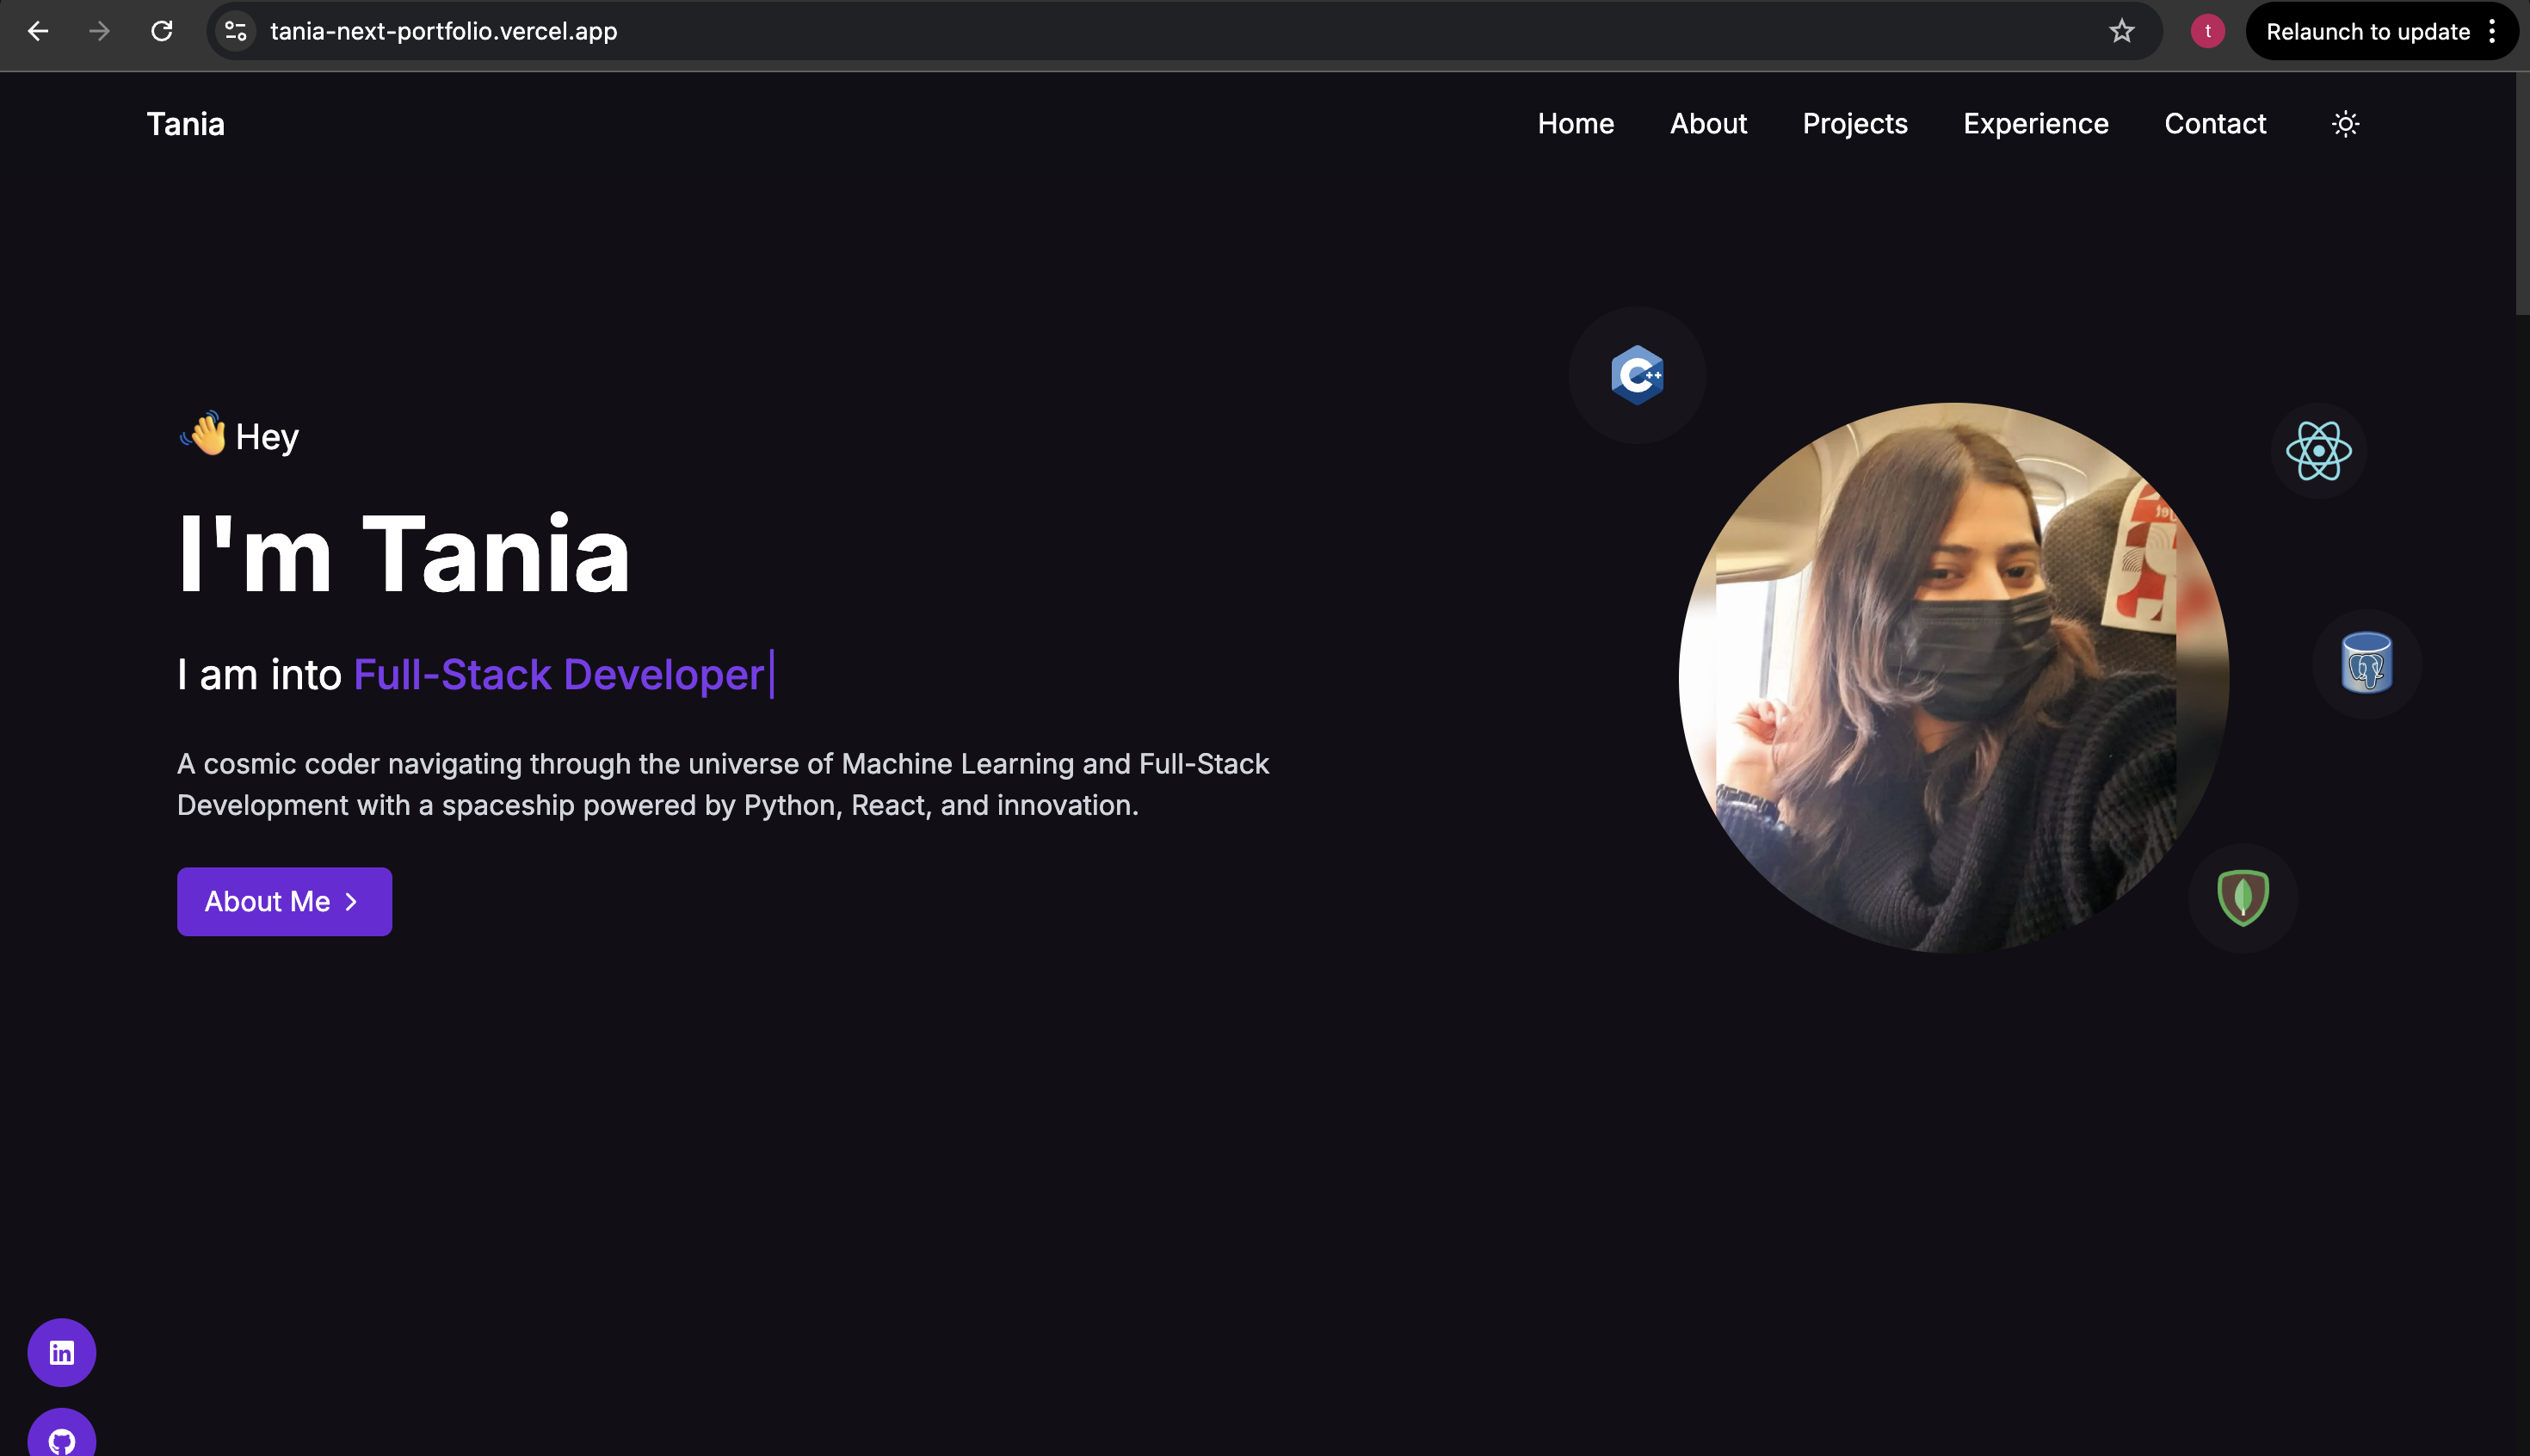 tania-next-portfolio.vercel.app
t
Relaunch to update
Tania
Home
About
Projects
Experience
Contact
👋 Hey
I'm Tania
I am into Full-Stack Developer|
A cosmic coder navigating through the universe of Machine Learning and Full-Stack
Development with a spaceship powered by Python, React, and innovation.
About Me
C++
in